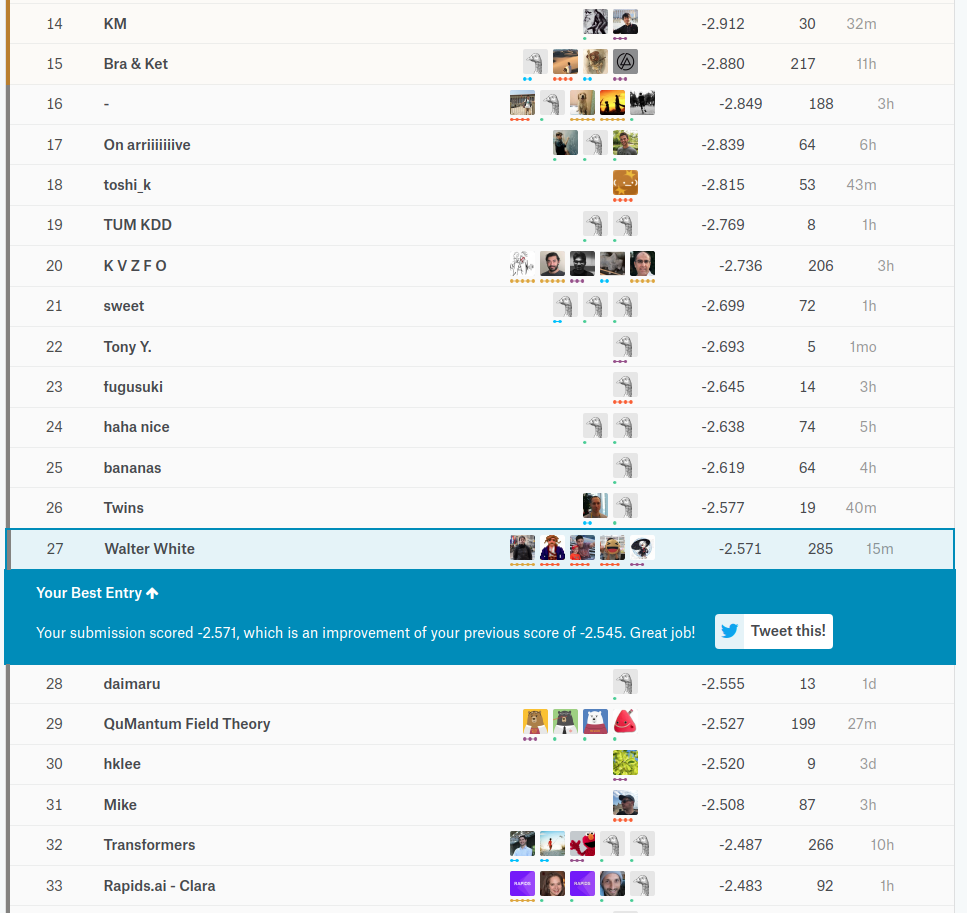 14 KM -2.912 30 32m
15 Bra & Ket -2.880 217 11h
16 - -2.849 188 3h
17 On arriiiiiiive -2.839 64 6h
18 toshi_k -2.815 53 43m
19 TUM KDD -2.769 8 1h
20 K V Z F O -2.736 206 3h
21 sweet -2.699 72 1h
22 Tony Y. -2.693 5 1mo
23 fugusuki -2.645 14 3h
24 haha nice -2.638 74 5h
25 bananas -2.619 64 4h
26 Twins -2.577 19 40m
27 Walter White -2.571 285 15m
Your Best Entry ↑
Your submission scored -2.571, which is an improvement of your previous score of -2.545. Great job! Tweet this!
28 daimaru -2.555 13 1d
29 QuMantum Field Theory -2.527 199 27m
30 hklee -2.520 9 3d
31 Mike -2.508 87 3h
32 Transformers -2.487 266 10h
33 Rapids.ai - Clara RAPIDS RAPIDS -2.483 92 1h